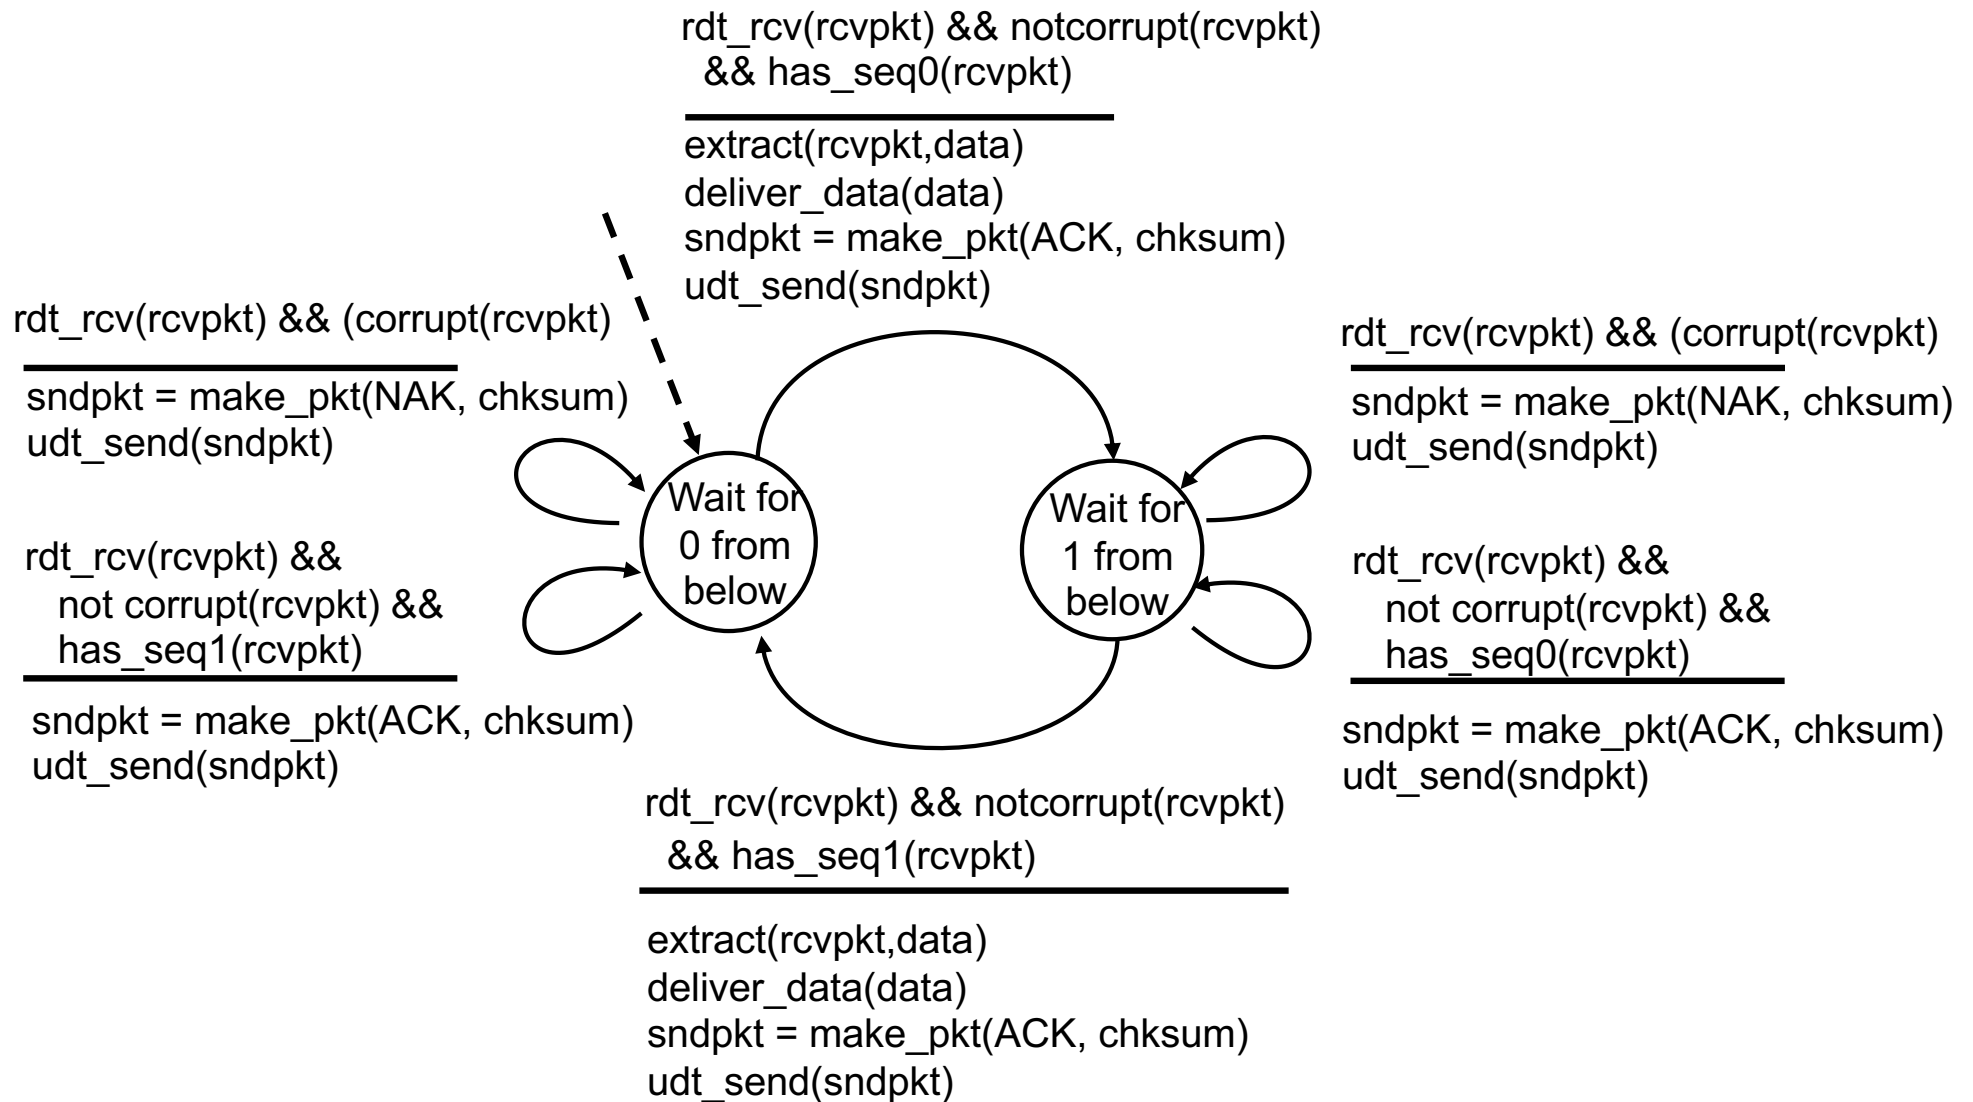 rdt_rcv(rcvpkt) && notcorrupt(rcvpkt)
&& has_seq0(rcvpkt)
extract(rcvpkt,data)
deliver_data(data)
sndpkt = make_pkt(ACK, chksum)
udt_send(sndpkt)
rdt_rcv(rcvpkt) && (corrupt(rcvpkt)
sndpkt = make_pkt(NAK, chksum)
udt_send(sndpkt)
rdt_rcv(rcvpkt) &&
not corrupt(rcvpkt) &&
has_seq1(rcvpkt)
sndpkt = make_pkt(ACK, chksum)
udt_send(sndpkt)
Wait for
0 from
below
Wait for
1 from
below
rdt_rcv(rcvpkt) && (corrupt(rcvpkt)
sndpkt = make_pkt(NAK, chksum)
udt_send(sndpkt)
rdt_rcv(rcvpkt) &&
not corrupt(rcvpkt) &&
has_seq0(rcvpkt)
sndpkt = make_pkt(ACK, chksum)
udt_send(sndpkt)
rdt_rcv(rcvpkt) && notcorrupt(rcvpkt)
&& has_seq1(rcvpkt)
extract(rcvpkt,data)
deliver_data(data)
sndpkt = make_pkt(ACK, chksum)
udt_send(sndpkt)